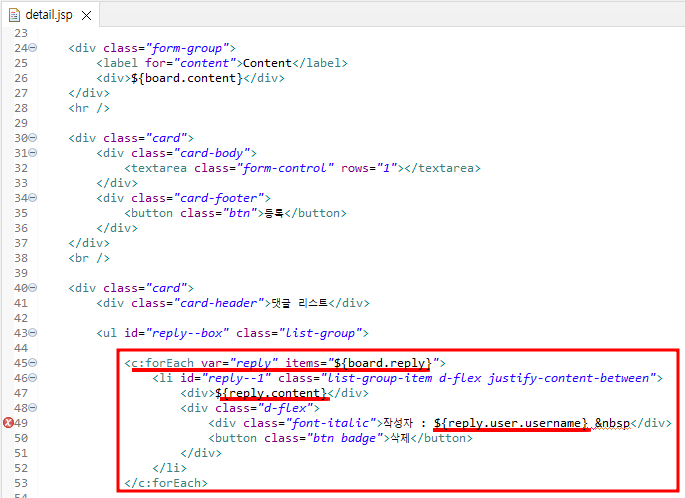 detail.jsp
23
24 <div class="form-group">
25 <label for="content">Content</label>
26 <div>${board.content}</div>
27 </div>
28 <hr />
29
30 <div class="card">
31 <div class="card-body">
32 <textarea class="form-control" rows="1"></textarea>
33 </div>
34 <div class="card-footer">
35 <button class="btn">등록</button>
36 </div>
37 </div>
38 <br />
39
40 <div class="card">
41 <div class="card-header">댓글 리스트</div>
42
43 <ul id="reply--box" class="list-group">
44
45 <c:forEach var="reply" items="${board.reply}">
46 <li id="reply--1" class="list-group-item d-flex justify-content-between">
47 <div>${reply.content}</div>
48 <div class="d-flex">
49 <div class="font-italic">작성자 : ${reply.user.username} &nbsp</div>
50 <button class="btn badge">삭제</button>
51 </div>
52 </li>
53 </c:forEach>
54